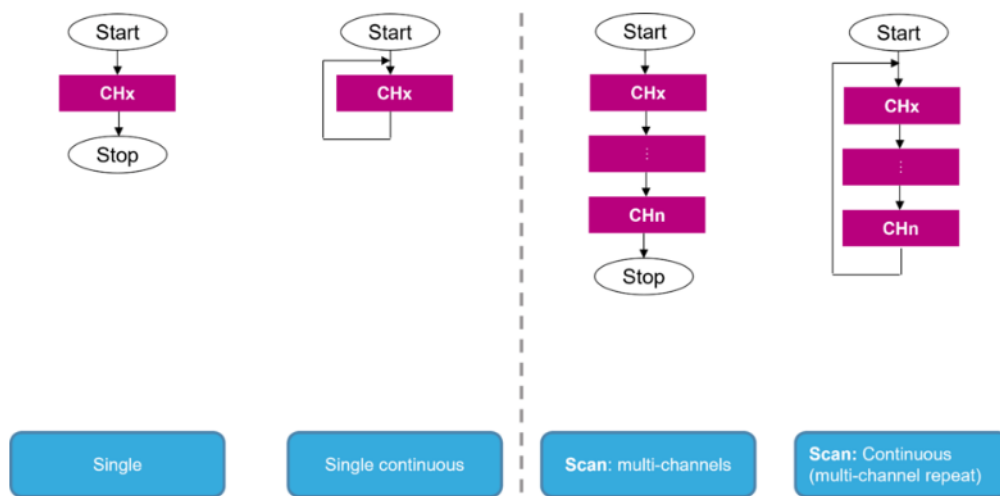 Start
CHx
Stop
Single
Start
CHx
Single continuous
Start
CHx
⋮
CHn
Stop
Scan: multi-channels
Start
CHx
⋮
CHn
Scan: Continuous
(multi-channel repeat)